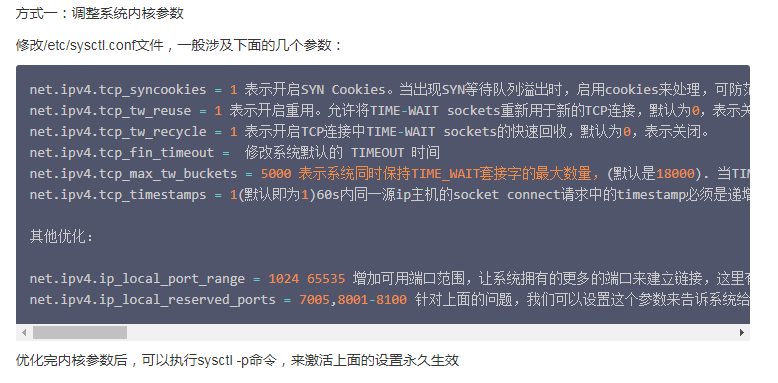 方式一：调整系统内核参数
修改/etc/sysctl.conf文件，一般涉及下面的几个参数：
net.ipv4.tcp_syncookies = 1 表示开启SYN Cookies。当出现SYN等待队列溢出时，启用cookies来处理，可防范
net.ipv4.tcp_tw_reuse = 1 表示开启重用。允许将TIME-WAIT sockets重新用于新的TCP连接，默认为0，表示关
net.ipv4.tcp_tw_recycle = 1 表示开启TCP连接中TIME-WAIT sockets的快速回收，默认为0，表示关闭。
net.ipv4.tcp_fin_timeout =  修改系统默认的 TIMEOUT 时间
net.ipv4.tcp_max_tw_buckets = 5000 表示系统同时保持TIME_WAIT套接字的最大数量，(默认是18000). 当TIM
net.ipv4.tcp_timestamps = 1(默认即为1)60s内同一源ip主机的socket connect请求中的timestamp必须是递增
其他优化：
net.ipv4.ip_local_port_range = 1024 65535 增加可用端口范围，让系统拥有的更多的端口来建立链接，这里有
net.ipv4.ip_local_reserved_ports = 7005,8001-8100 针对上面的问题，我们可以设置这个参数来告诉系统给
优化完内核参数后，可以执行sysctl -p命令，来激活上面的设置永久生效